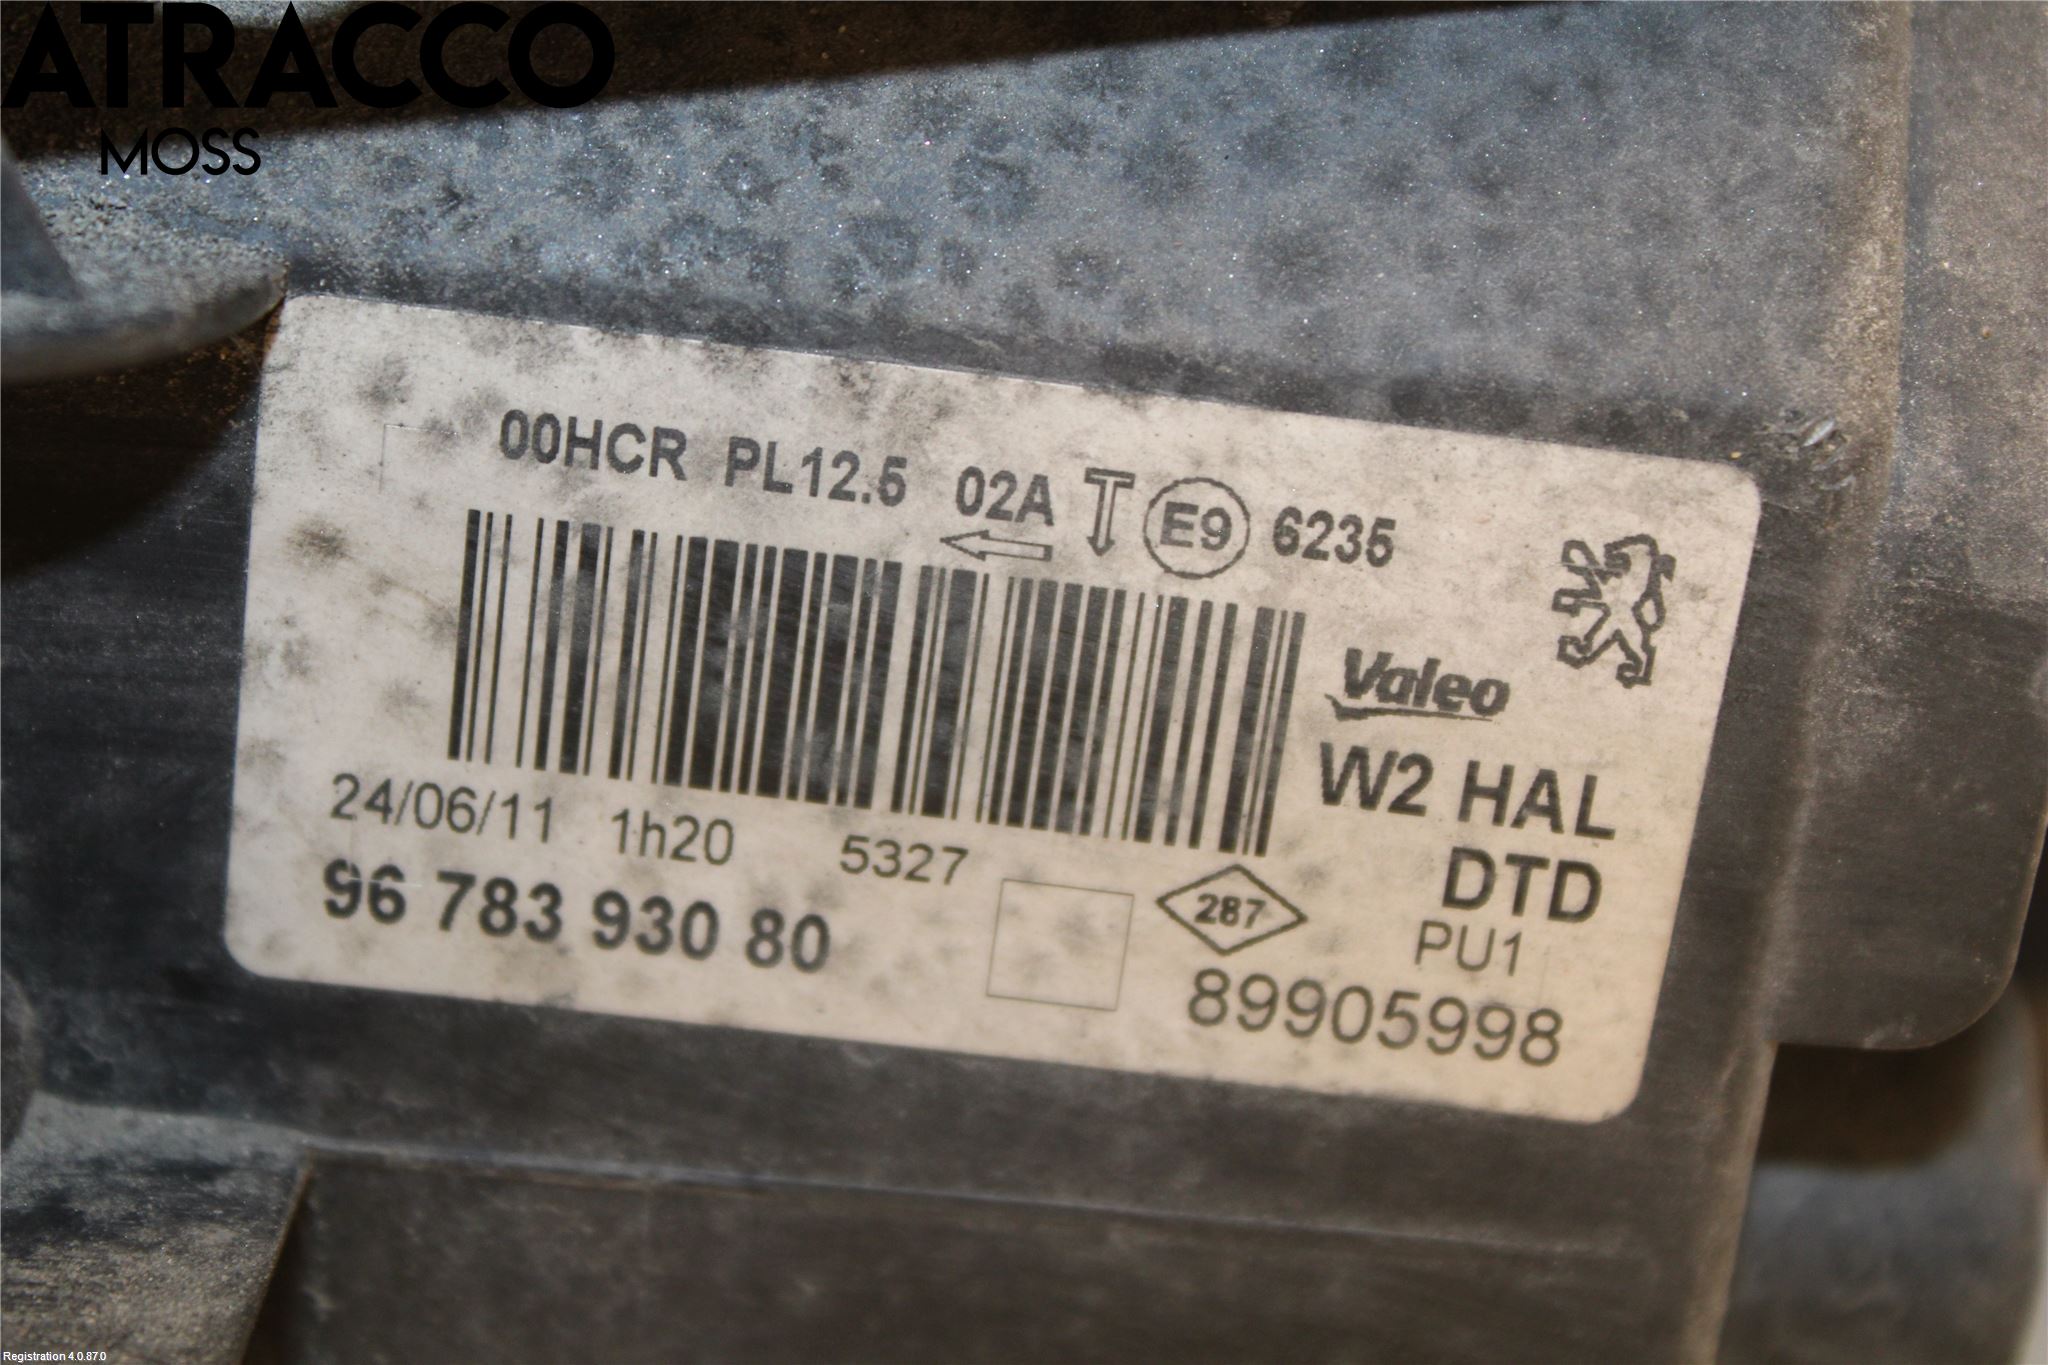 ATRACCO
MOSS
00HCR PL12.5 02A E9 6235
Valeo
W2 HAL
DTD
PU1
24/06/11 1h20 5327
96 783 930 80
287
89905998
Registration 4.0.87.0